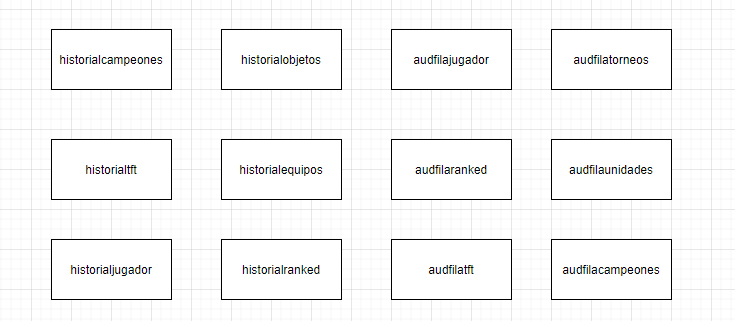 historialcampeones
historialobjetos
audfilajugador
audfilatorneos
historialtft
historialequipos
audfilaranked
audfilaunidades
historialjugador
historialranked
audfilatft
audfilacampeones